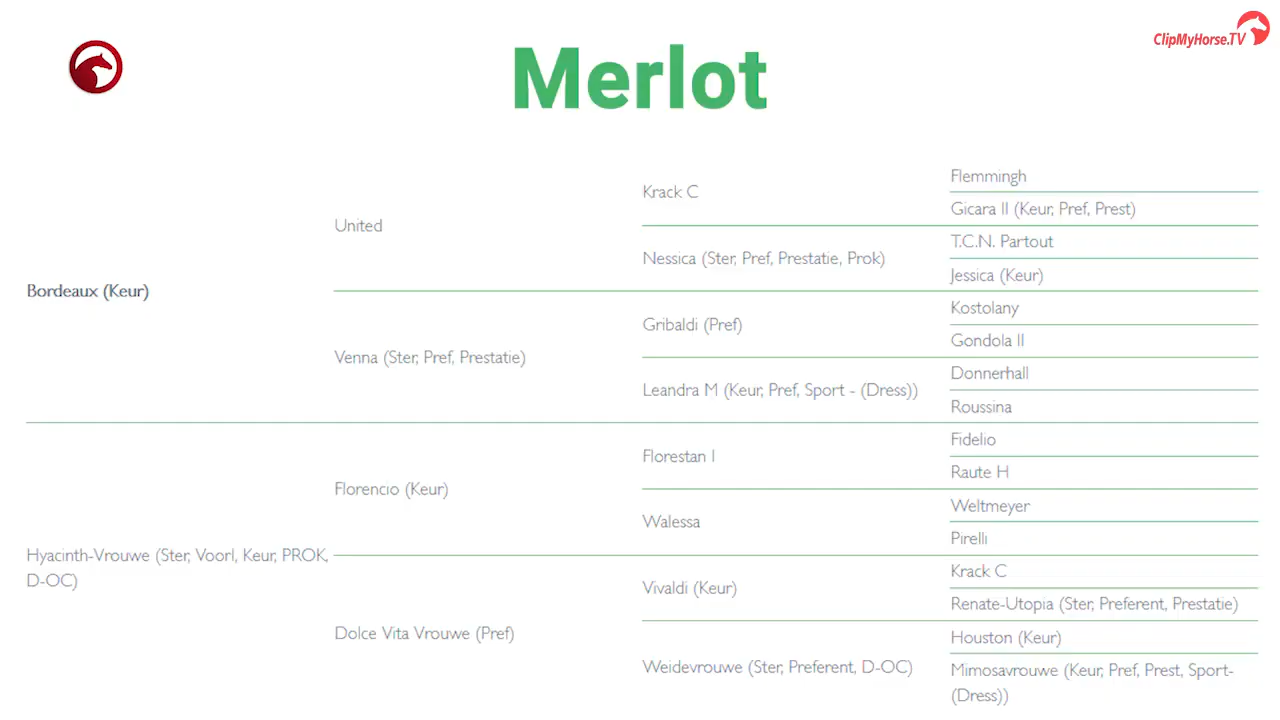 ClipMyHorse.TV
Merlot
Flemmingh
Krack C
Gicara II (Keur, Pref, Prest)
United
T.C.N. Partout
Nessica (Ster, Pref, Prestatie, Prok)
Jessica (Keur)
Bordeaux (Keur)
Kostolany
Gribaldi (Pref)
Gondola II
Venna (Ster, Pref, Prestatie)
Donnerhall
Leandra M (Keur, Pref, Sport - (Dress))
Roussina
Fidelio
Florestan I
Raute H
Florencio (Keur)
Weltmeyer
Walessa
Pirelli
Hyacinth-Vrouwe (Ster, Voorl, Keur, PROK,
D-OC)
Krack C
Vivaldi (Keur)
Renate-Utopia (Ster, Preferent, Prestatie)
Dolce Vita Vrouwe (Pref)
Houston (Keur)
Weidevrouwe (Ster, Preferent, D-OC)
Mimosavrouwe (Keur, Pref, Prest, Sport-
(Dress))